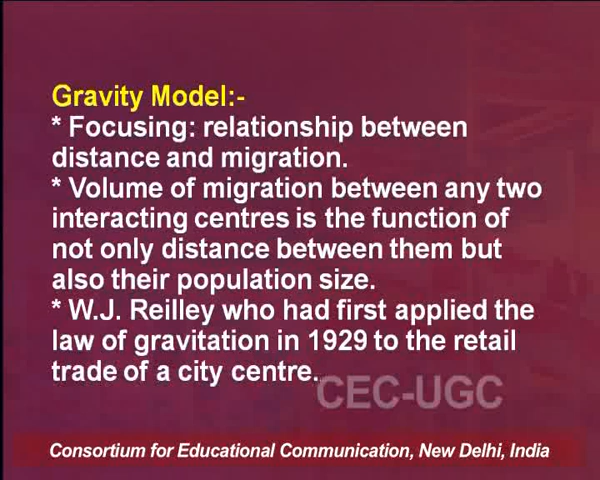 Gravity Model:-
* Focusing: relationship between
distance and migration.
* Volume of migration between any two
interacting centres is the function of
not only distance between them but
also their population size.
* W.J. Reilley who had first applied the
law of gravitation in 1929 to the retail
trade of a city centre.
CEC-UGC
Consortium for Educational Communication, New Delhi, India